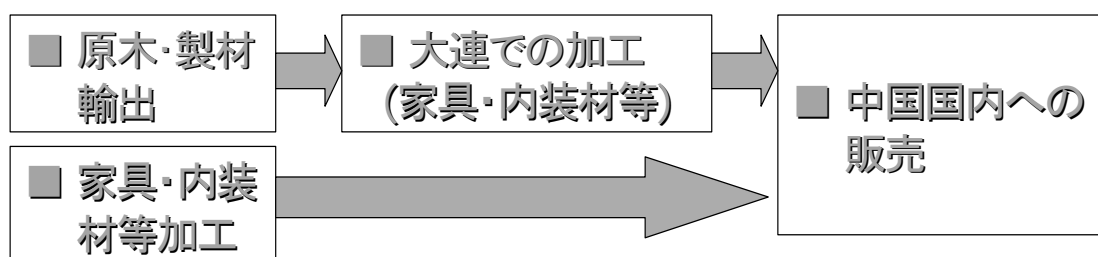 ■ 原木・製材
輸出
■ 大連での加工
(家具・内装材等)
■ 中国国内への
販売
■ 家具・内装
材等加工